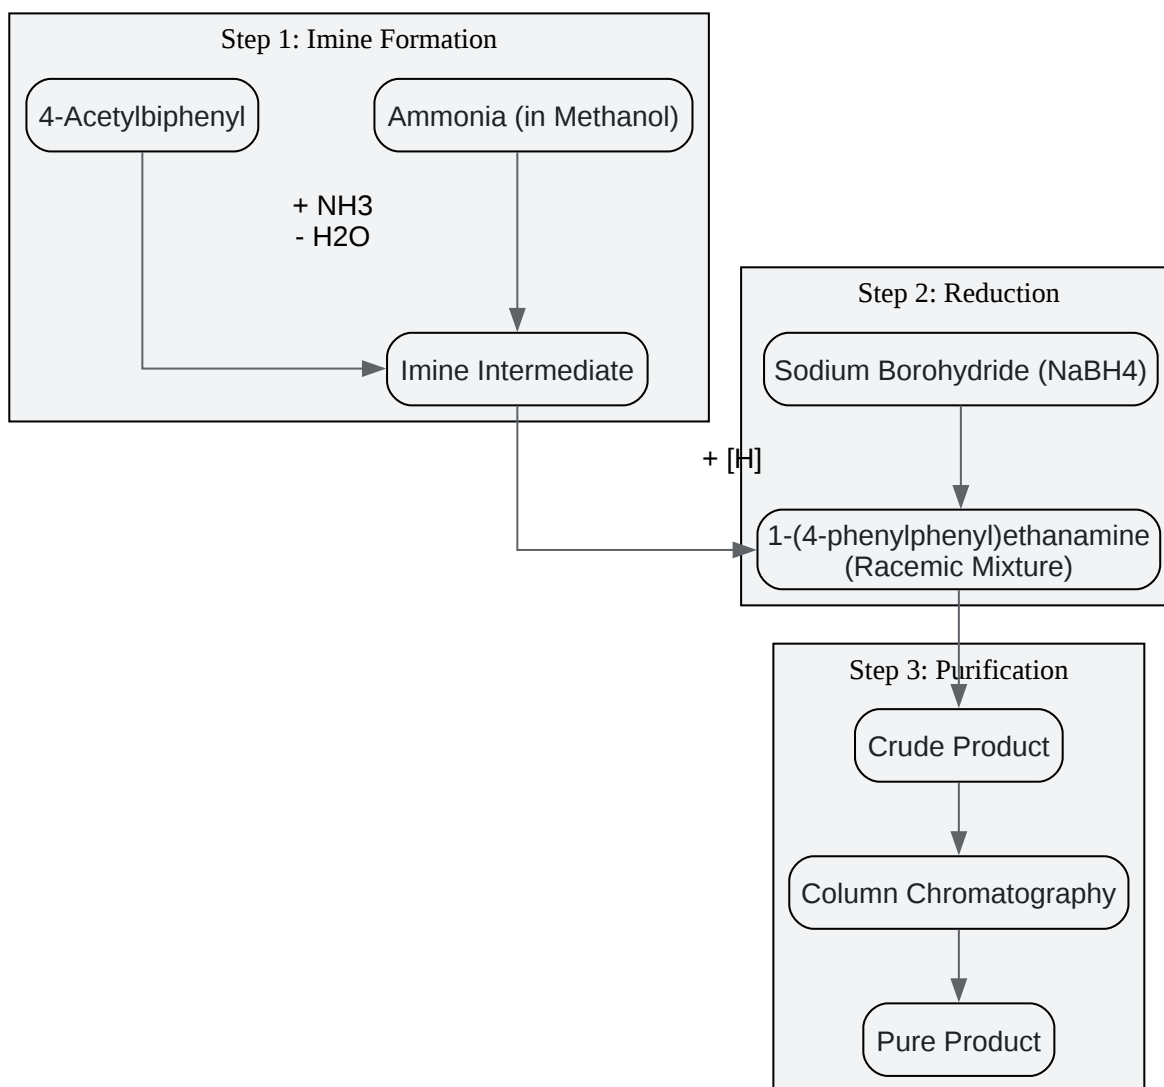 Step 1: Imine Formation
4-Acetylbiphenyl
Ammonia (in Methanol)
+ NH3
- H2O
Imine Intermediate
Step 2: Reduction
Sodium Borohydride (NaBH4)
+ [H]
1-(4-phenylphenyl)ethanamine
(Racemic Mixture)
Step 3: Purification
Crude Product
Column Chromatography
Pure Product